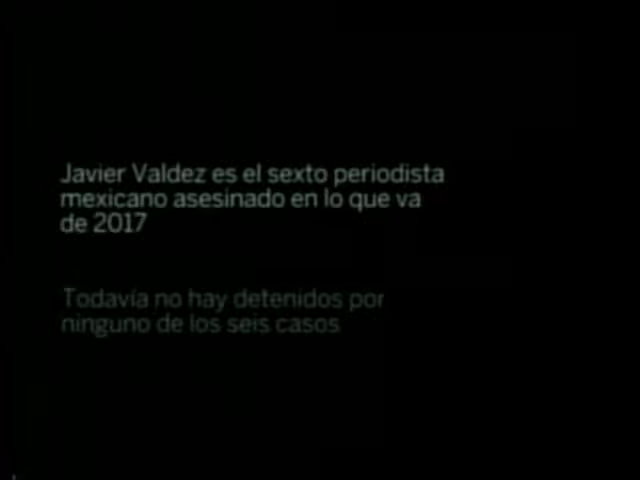 Javier Valdez es el sexto periodista
mexicano asesinado en lo que va
de 2017
Todavía no hay detenidos por
ninguno de los seis casos